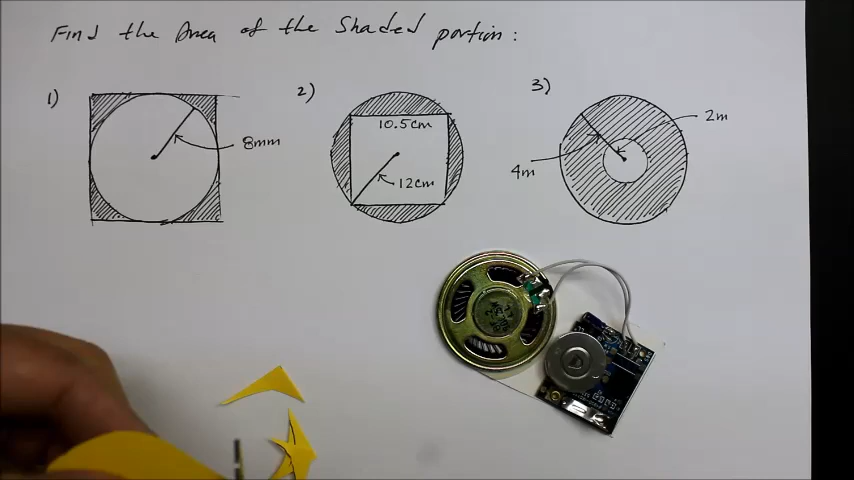 Find the Area of the Shaded portion:
1)
8mm
2)
10.5cm
12cm
3)
2m
4m